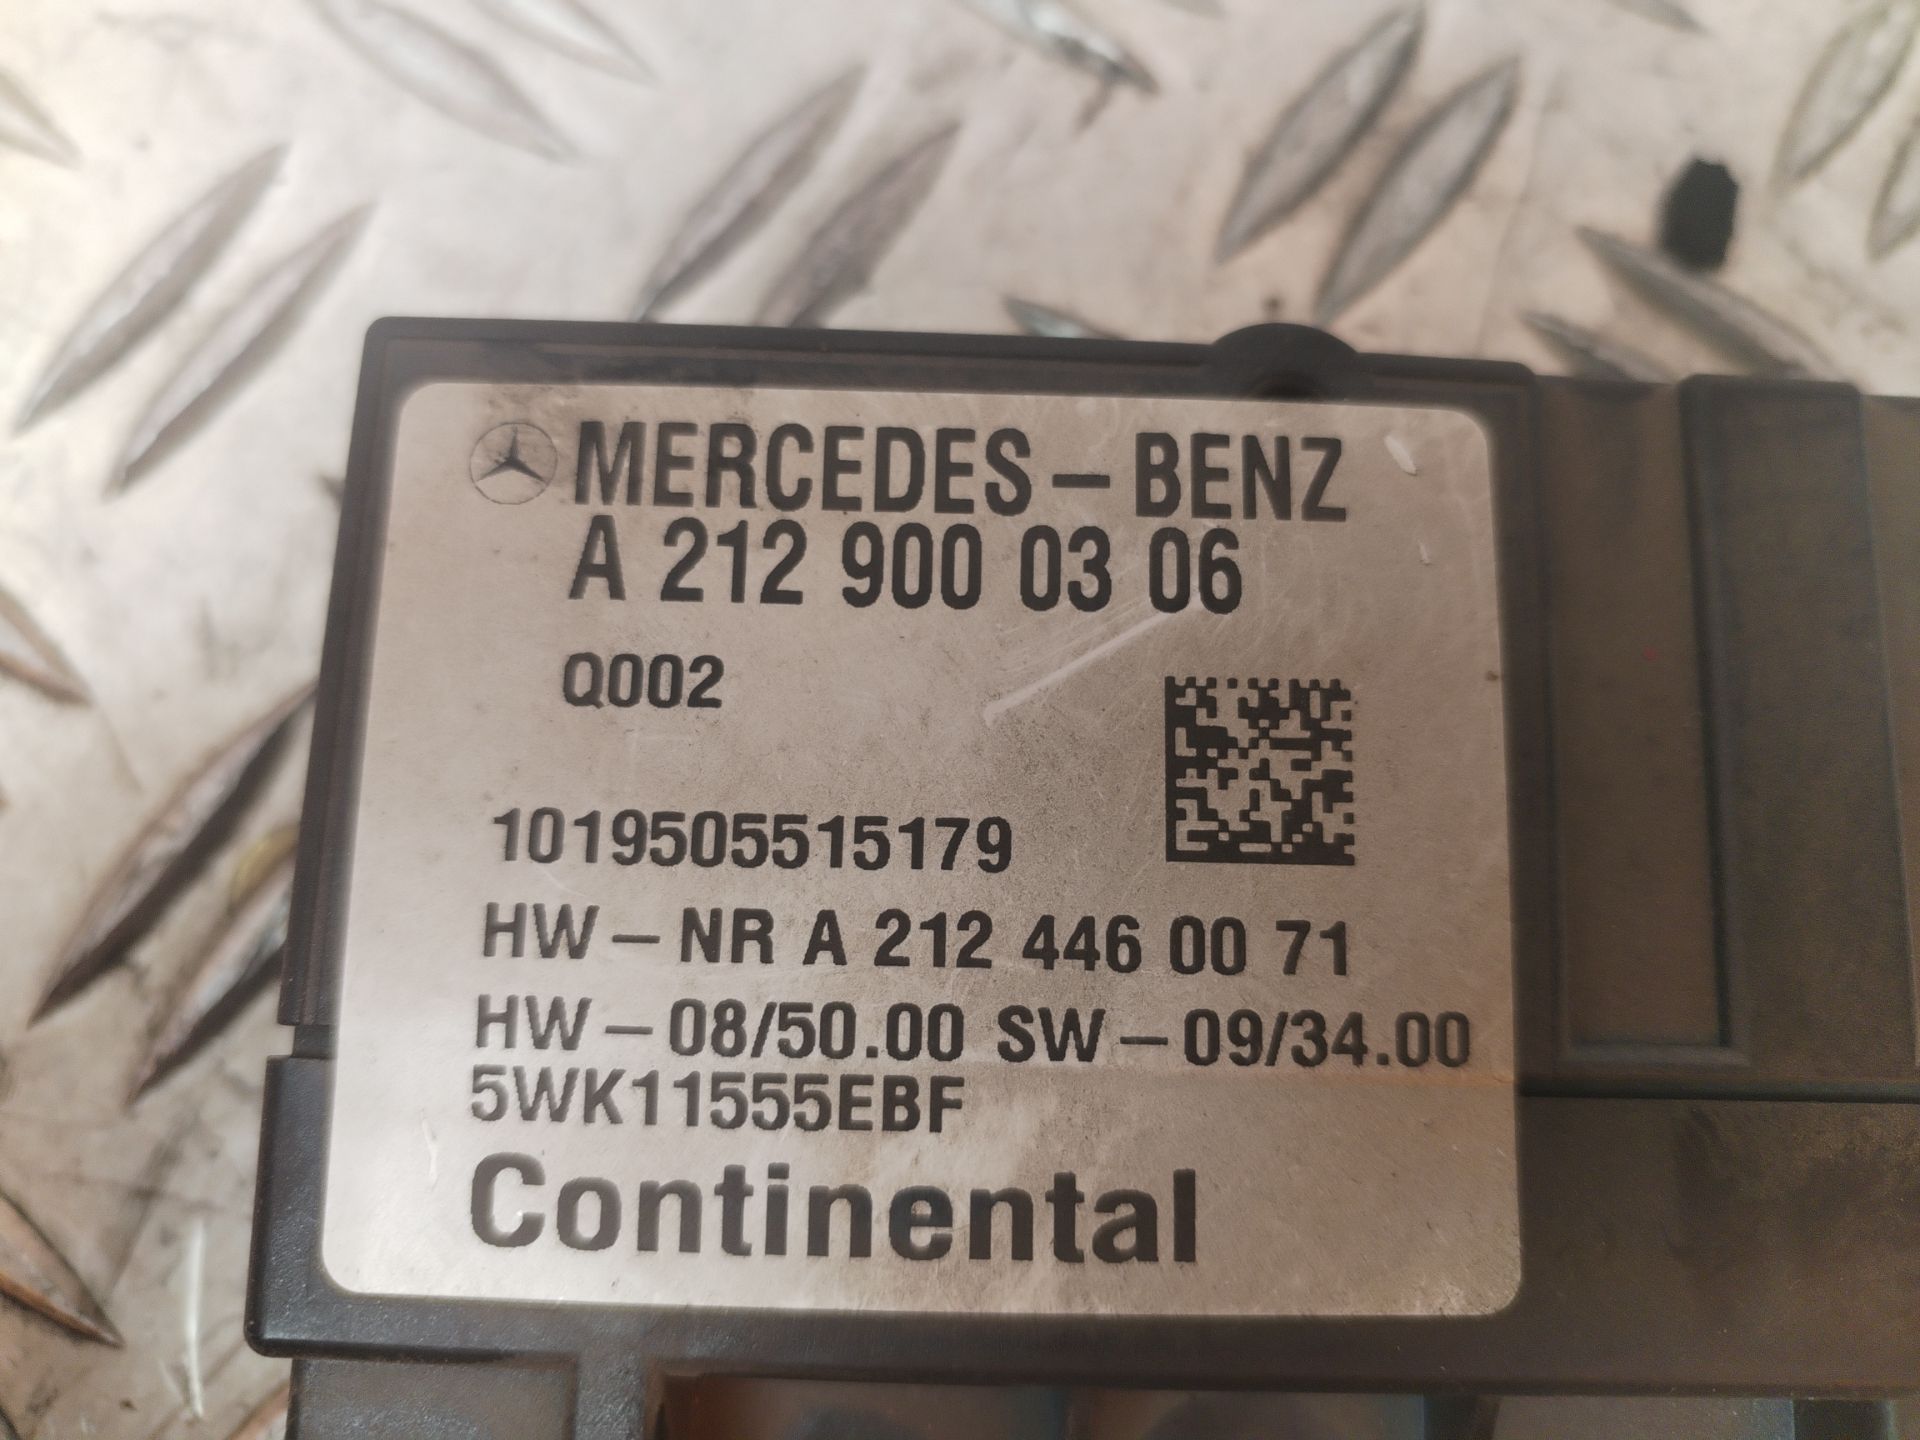 MERCEDES-BENZ
A 212 900 03 06
Q002
1019505515179
HW-NR A 212 446 00 71
HW-08/50.00 SW-09/34.00
5WK11555EBF
Continental